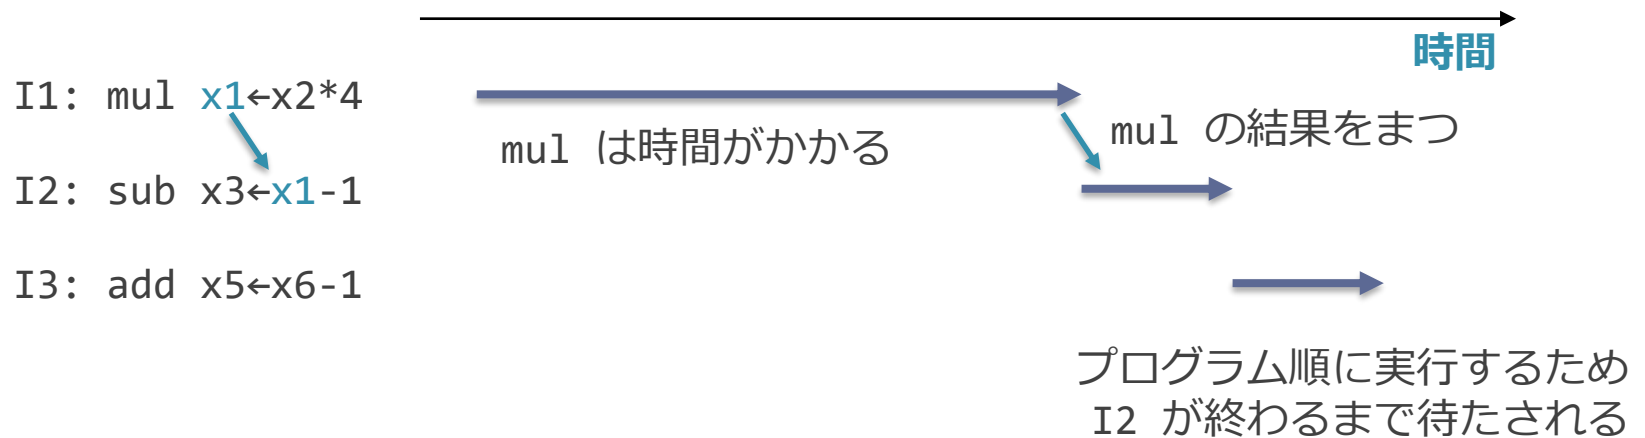 時間
I1: mul x1←x2*4
mul は時間がかかる
mul の結果をまつ
I2: sub x3←x1-1
I3: add x5←x6-1
プログラム順に実行するため
I2 が終わるまで待たされる